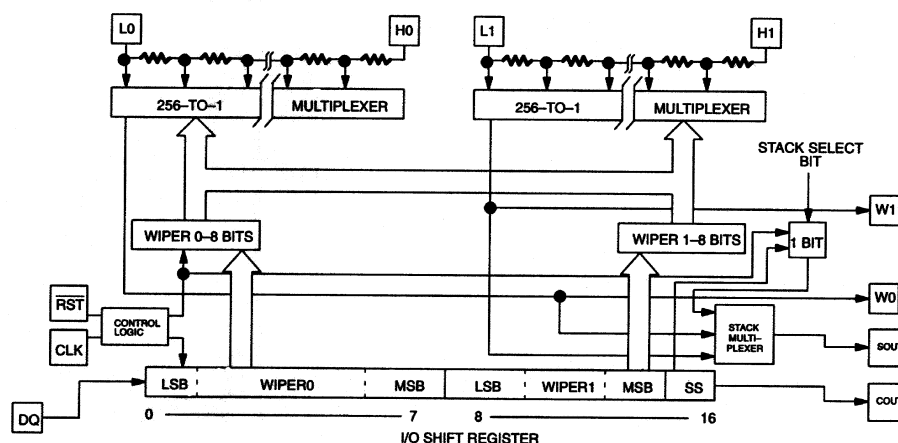 L0
H0
L1
H1
256–TO–1
MULTIPLEXER
256–TO–1
MULTIPLEXER
STACK SELECT
BIT
W1
WIPER 0–8 BITS
WIPER 1–8 BITS
1 BIT
RST
W0
CONTROL
LOGIC
STACK
MULTI-
PLEXER
CLK
SOUT
LSB
WIPER0
MSB
LSB
WIPER1
MSB
SS
COUT
DQ
0
7
8
16
I/O SHIFT REGISTER